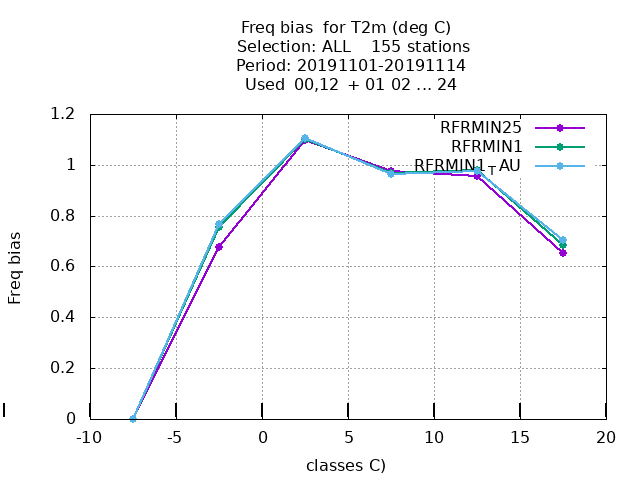 Freq bias for T2m (deg C)
Selection: ALL 155 stations
Period: 20191101-20191114
Used 00,12 + 01 02 ... 24
RFRMIN25
RFRMIN1
RFRMIN1_TAU
1.2
1
0.8
0.6
0.4
0.2
0
Freq bias
-10 -5 0 5 10 15 20
classes C)